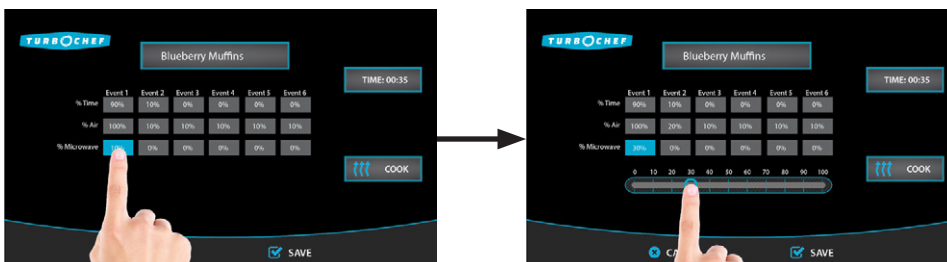 TURBOCHEF
Blueberry Muffins
TIME: 00:35
Event 1 Event 2 Event 3 Event 4 Event 5 Event 6
% Time 90% 10% 0% 0% 0% 0%
% Air 100% 10% 10% 10% 10% 10%
% Microwave 10% 0% 0% 0% 0% 0%
COOK
SAVE
TURBOCHEF
Blueberry Muffins
TIME: 00:35
Event 1 Event 2 Event 3 Event 4 Event 5 Event 6
% Time 90% 10% 0% 0% 0% 0%
% Air 100% 20% 10% 10% 10% 10%
% Microwave 30% 0% 0% 0% 0% 0%
COOK
0 10 20 30 40 50 60 70 80 90 100
SAVE